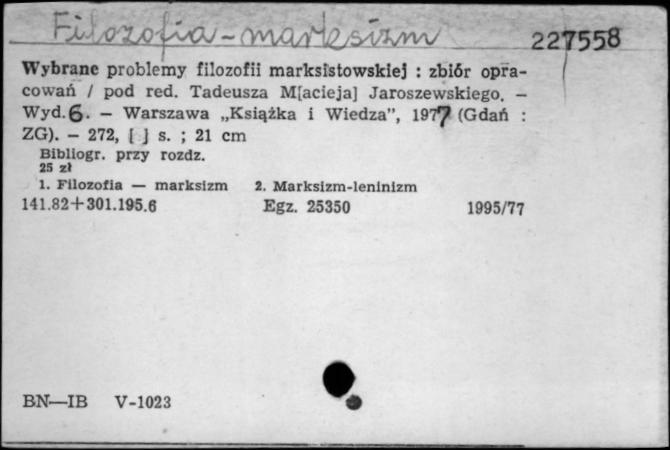 Filozofia - marksizm 227558
Wybrane problemy filozofii marksistowskiej : zbiór opra-
cowań / pod red. Tadeusza M[acieja] Jaroszewskiego. –
Wyd. 6. – Warszawa „Książka i Wiedza”, 1977 (Gdań :
ZG). – 272, [ ] s. ; 21 cm
Bibliogr. przy rozdz.
25 zł
1. Filozofia — marksizm 2. Marksizm-leninizm
141.82+301.195.6 Egz. 25350 1995/77
BN—IB V-1023